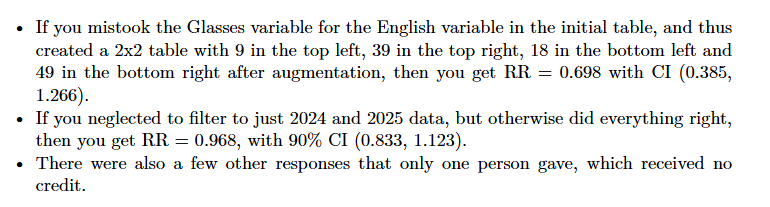 • If you mistook the Glasses variable for the English variable in the initial table, and thus
created a 2x2 table with 9 in the top left, 39 in the top right, 18 in the bottom left and
49 in the bottom right after augmentation, then you get RR = 0.698 with CI (0.385,
1.266).
• If you neglected to filter to just 2024 and 2025 data, but otherwise did everything right,
then you get RR = 0.968, with 90% CI (0.833, 1.123).
• There were also a few other responses that only one person gave, which received no
credit.